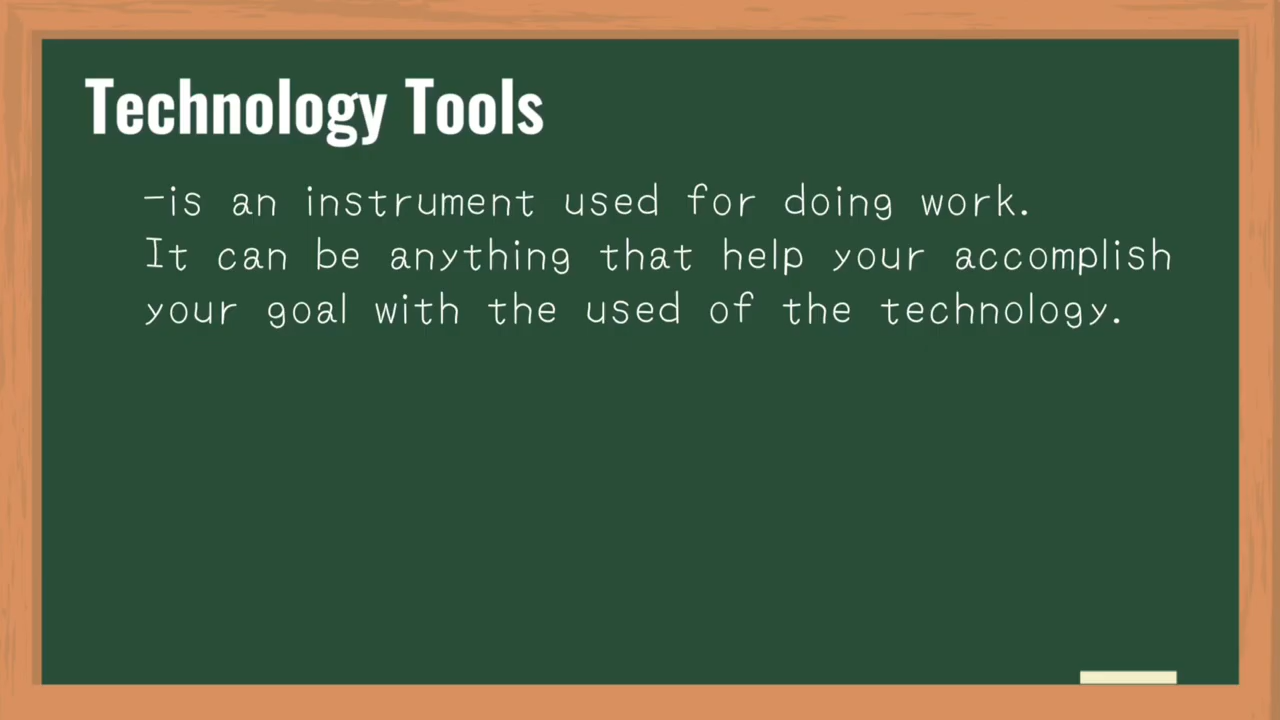 Technology Tools
-is an instrument used for doing work.
It can be anything that help your accomplish
your goal with the used of the technology.